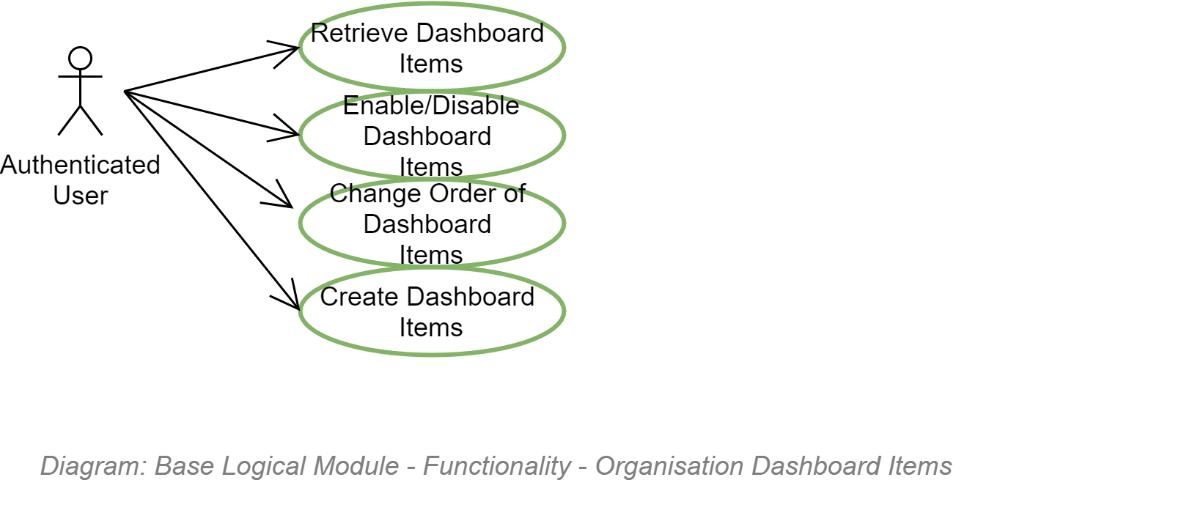 Retrieve Dashboard
Items
Enable/Disable
Dashboard
Items
Authenticated
User
Change Order of
Dashboard
Items
Create Dashboard
Items
Diagram: Base Logical Module - Functionality - Organisation Dashboard Items